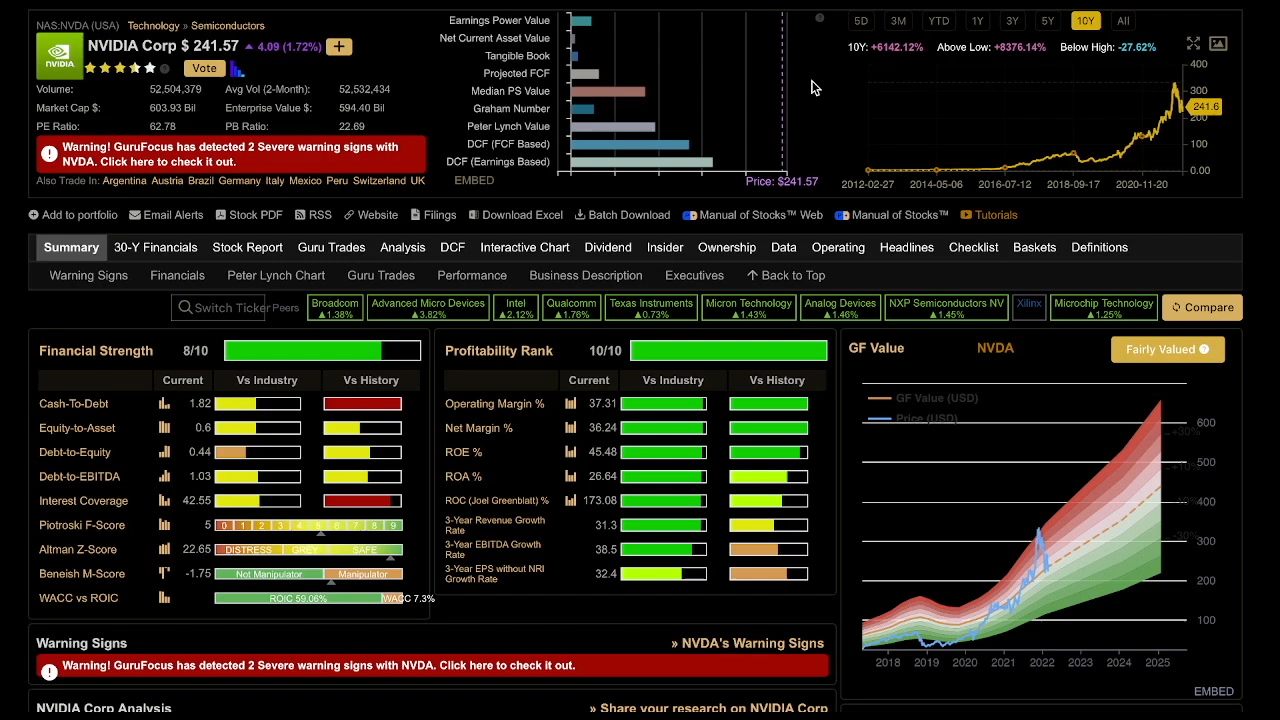 NAS:NVDA (USA) Technology » Semiconductors
NVIDIA Corp $ 241.57 4.09 (1.72%) +
NVIDIA
Vote
Volume: 52,504,379 Avg Vol (2-Month): 52,532,434
Market Cap $: 603.93 Bil Enterprise Value $: 594.40 Bil
PE Ratio: 62.78 PB Ratio: 22.69
Warning! GuruFocus has detected 2 Severe warning signs with
NVDA. Click here to check it out.
Also Trade In: Argentina Austria Brazil Germany Italy Mexico Peru Switzerland UK
Earnings Power Value
Net Current Asset Value
Tangible Book
Projected FCF
Median PS Value
Graham Number
Peter Lynch Value
DCF (FCF Based)
DCF (Earnings Based)
EMBED
Price: $241.57
5D 3M YTD 1Y 3Y 5Y 10Y All
10Y: +6142.12% Above Low: +8376.14% Below High: -27.62%
400
300
241.6
100
0.00
2012-02-27 2014-05-06 2016-07-12 2018-09-17 2020-11-20
Add to portfolio Email Alerts Stock PDF RSS Website Filings Download Excel Batch Download Manual of Stocks™ Web Manual of Stocks™ Tutorials
Summary 30-Y Financials Stock Report Guru Trades Analysis DCF Interactive Chart Dividend Insider Ownership Data Operating Headlines Checklist Baskets Definitions
Warning Signs Financials Peter Lynch Chart Guru Trades Performance Business Description Executives Back to Top
Switch Ticker Peers
Broadcom ▲1.38%
Advanced Micro Devices ▲3.82%
Intel ▲2.12%
Qualcomm ▲1.76%
Texas Instruments ▲0.73%
Micron Technology ▲1.43%
Analog Devices ▲1.46%
NXP Semiconductors NV ▲1.45%
Xilinx
Microchip Technology ▲1.25%
Compare
Financial Strength 8/10
Current Vs Industry Vs History
Cash-To-Debt 1.82
Equity-to-Asset 0.6
Debt-to-Equity 0.44
Debt-to-EBITDA 1.03
Interest Coverage 42.55
Piotroski F-Score 5 0 1 2 3 4 5 6 7 8 9
Altman Z-Score 22.65 DISTRESS GREY SAFE
Beneish M-Score -1.75 Not Manipulator Manipulator
WACC vs ROIC ROIC 59.06% WACC 7.3%
Profitability Rank 10/10
Current Vs Industry Vs History
Operating Margin % 37.31
Net Margin % 36.24
ROE % 45.48
ROA % 26.64
ROC (Joel Greenblatt) % 173.08
3-Year Revenue Growth
Rate 31.3
3-Year EBITDA Growth
Rate 38.5
3-Year EPS without NRI
Growth Rate 32.4
GF Value NVDA Fairly Valued
GF Value (USD)
Price (USD)
600
+30%
500
400
300
200
100
2018 2019 2020 2021 2022 2023 2024 2025
EMBED
Warning Signs » NVDA's Warning Signs
Warning! GuruFocus has detected 2 Severe warning signs with NVDA. Click here to check it out.
NVIDIA Corp Analysis » Share your research on NVIDIA Corp